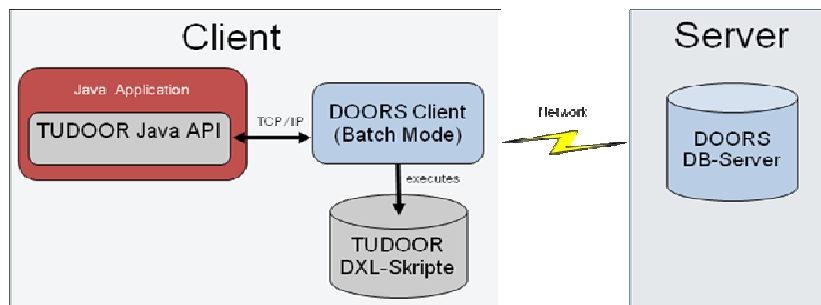 Client
Server
Java Application
TUDOOR Java API
TCP/IP
DOORS Client
(Batch Mode)
Network
DOORS
DB-Server
executes
TUDOOR
DXL-Skripte